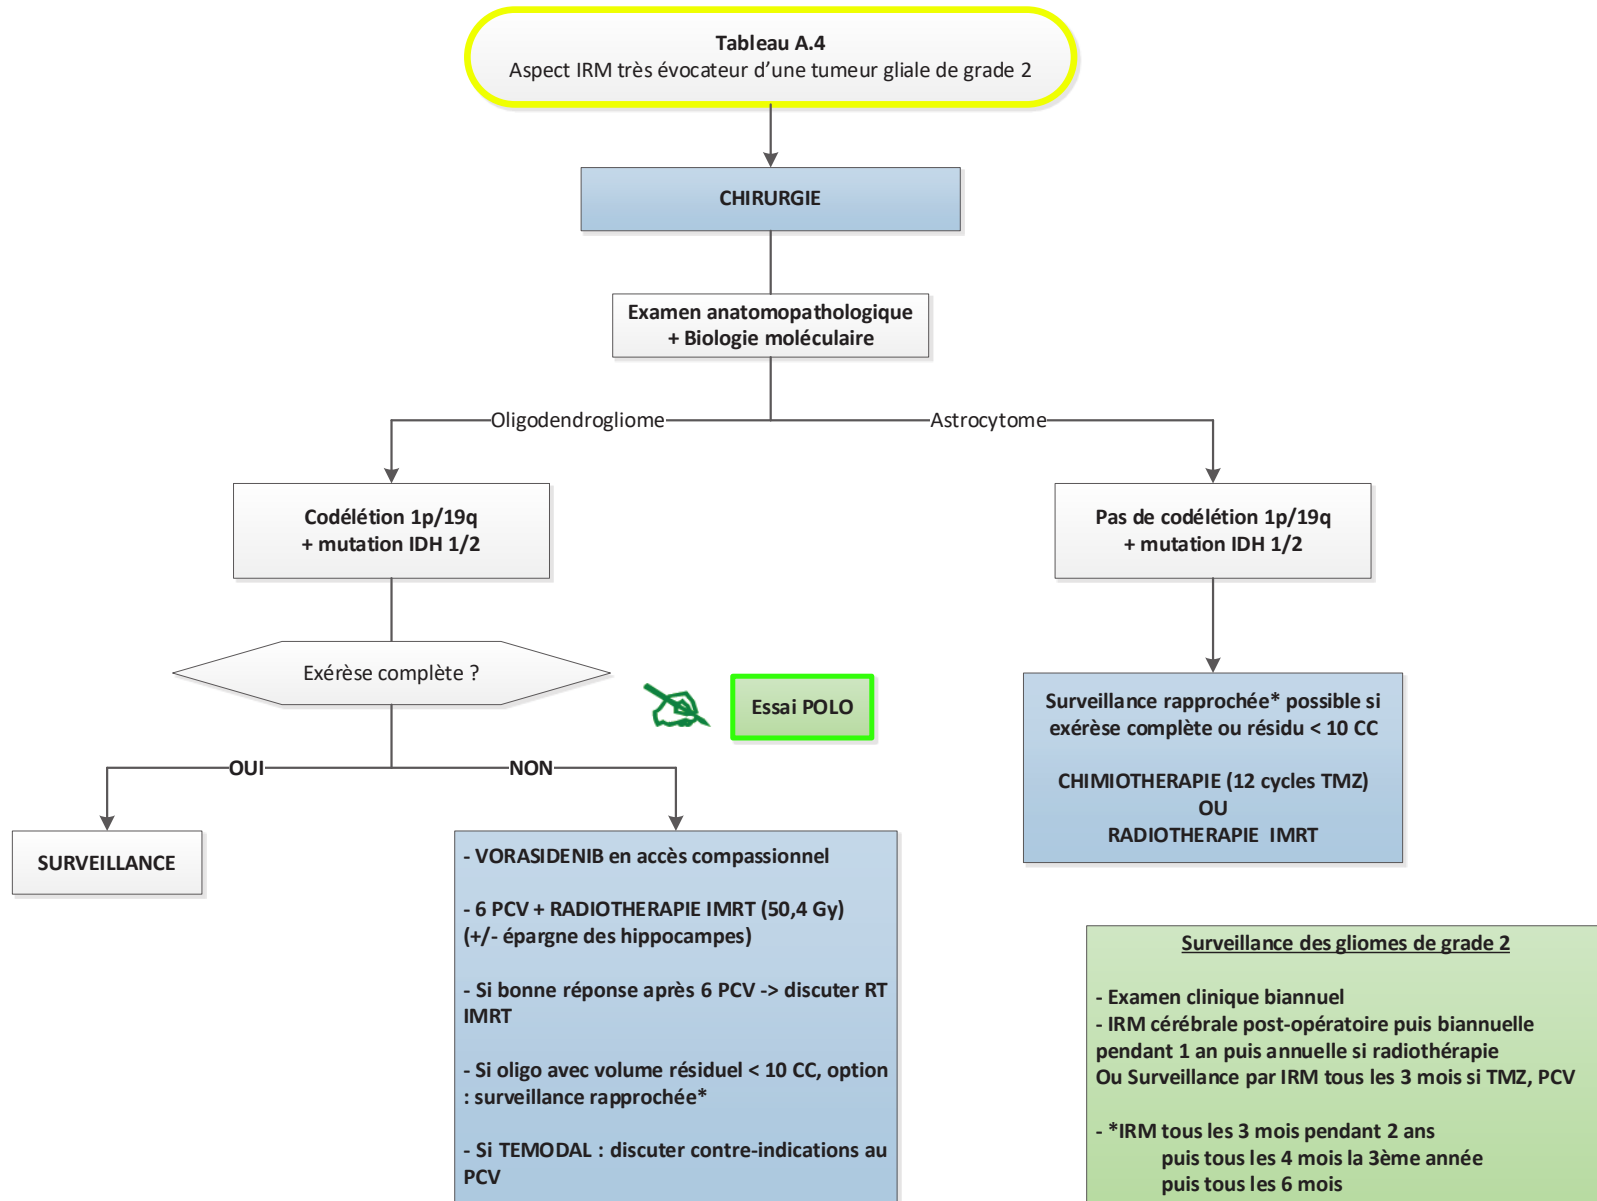 Tableau A.4
Aspect IRM très évocateur d'une tumeur gliale de grade 2
CHIRURGIE
Examen anatomopathologique
+ Biologie moléculaire
Oligodendrogliome
Astrocytome
Codélétion 1p/19q
+ mutation IDH 1/2
Pas de codélétion 1p/19q
+ mutation IDH 1/2
Exérèse complète ?
Essai POLO
OUI
NON
SURVEILLANCE
- VORASIDENIB en accès compassionnel
- 6 PCV + RADIOTHERAPIE IMRT (50,4 Gy)
(+/- épargne des hippocampes)
- Si bonne réponse après 6 PCV -> discuter RT
IMRT
- Si oligo avec volume résiduel < 10 CC, option
: surveillance rapprochée*
- Si TEMODAL : discuter contre-indications au
PCV
Surveillance rapprochée* possible si
exérèse complète ou résidu < 10 CC
CHIMIOTHERAPIE (12 cycles TMZ)
OU
RADIOTHERAPIE IMRT
Surveillance des gliomes de grade 2
- Examen clinique biannuel
- IRM cérébrale post-opératoire puis biannuelle
pendant 1 an puis annuelle si radiothérapie
Ou Surveillance par IRM tous les 3 mois si TMZ, PCV
- *IRM tous les 3 mois pendant 2 ans
puis tous les 4 mois la 3ème année
puis tous les 6 mois